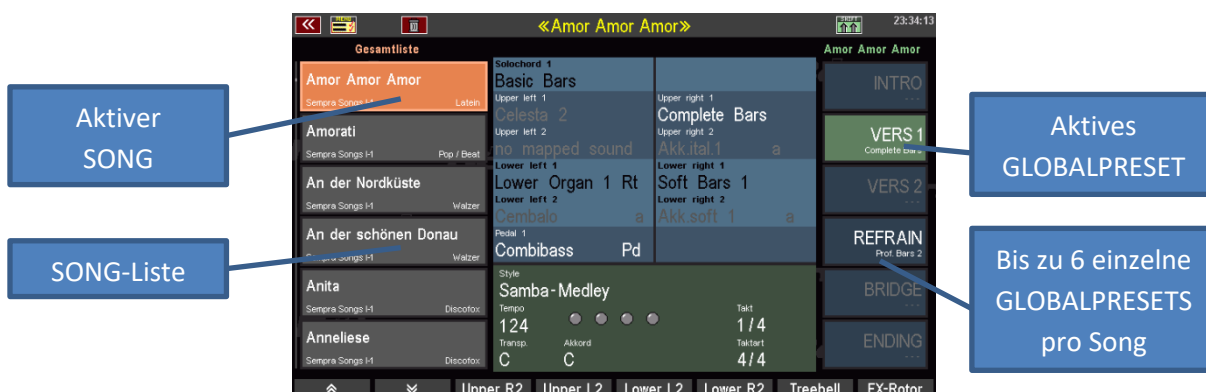 MENU
«Amor Amor Amor»
SHIFT
23:34:13
Gesamtliste
Amor Amor Amor
Amor Amor Amor
Sempra Songs I-1
Latein
Amorati
Sempra Songs I-1
Pop / Beat
An der Nordküste
Sempra Songs I-1
Walzer
An der schönen Donau
Sempra Songs I-1
Walzer
Anita
Sempra Songs I-1
Discofox
Anneliese
Sempra Songs I-1
Discofox
Solochord 1
Basic Bars
Upper left 1
Celesta 2
Upper right 1
Complete Bars
Upper left 2
no mapped sound
Upper right 2
Akk.ital.1 a
Lower left 1
Lower Organ 1 Rt
Lower right 1
Soft Bars 1
Lower left 2
Cembalo a
Lower right 2
Akk.soft 1 a
Pedal 1
Combibass Pd
Style
Samba-Medley
Tempo
124
Takt
1/4
Transp.
C
Akkord
C
Taktart
4/4
INTRO
...
VERS 1
Complete Bars
VERS 2
...
REFRAIN
Prof. Bars 2
BRIDGE
...
ENDING
...
Upper R2
Upper L2
Lower L2
Lower R2
Treebell
FX-Rotor
Aktiver
SONG
SONG-Liste
Aktives
GLOBALPRESET
Bis zu 6 einzelne
GLOBALPRESETS
pro Song